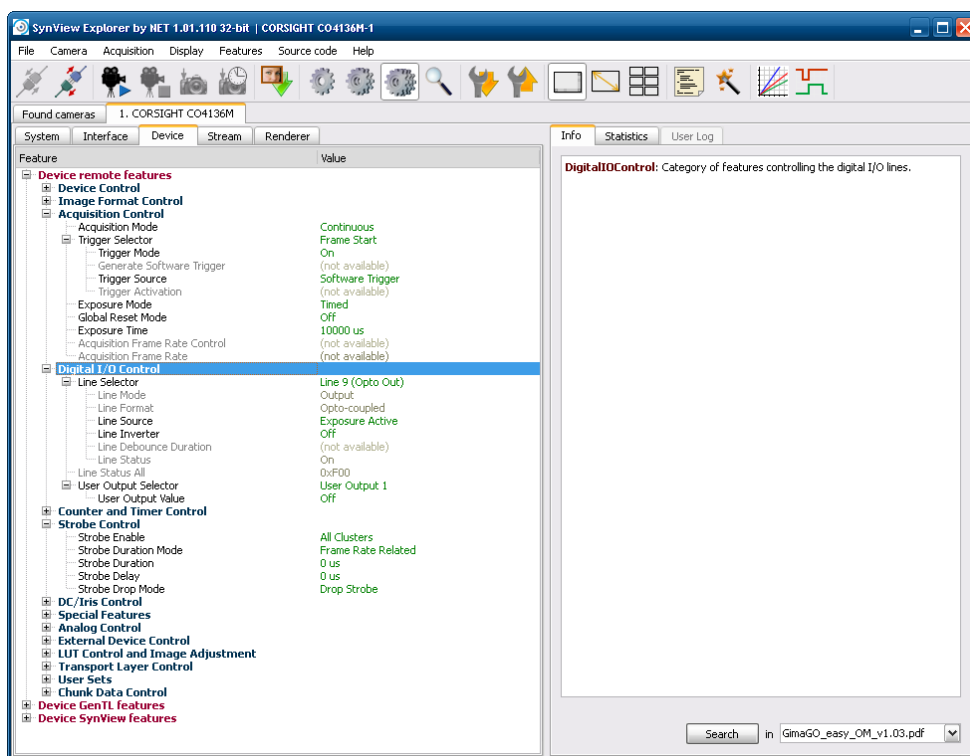 SynView Explorer by NET 1.01.110 32-bit | CORSIGHT CO4136M-1
File Camera Acquisition Display Features Source code Help
Found cameras 1. CORSIGHT CO4136M
System Interface Device Stream Renderer
Info Statistics User Log
Feature Value
DigitalIOControl: Category of features controlling the digital I/O lines.
Device remote features
Device Control
Image Format Control
Acquisition Control
Acquisition Mode Continuous
Trigger Selector Frame Start
Trigger Mode On
Generate Software Trigger (not available)
Trigger Source Software Trigger
Trigger Activation (not available)
Exposure Mode Timed
Global Reset Mode Off
Exposure Time 10000 us
Acquisition Frame Rate Control (not available)
Acquisition Frame Rate (not available)
Digital I/O Control
Line Selector Line 9 (Opto Out)
Line Mode Output
Line Format Opto-coupled
Line Source Exposure Active
Line Inverter Off
Line Debounce Duration (not available)
Line Status On
Line Status All 0xF00
User Output Selector User Output 1
User Output Value Off
Counter and Timer Control
Strobe Control
Strobe Enable All Clusters
Strobe Duration Mode Frame Rate Related
Strobe Duration 0 us
Strobe Delay 0 us
Strobe Drop Mode Drop Strobe
DC/Iris Control
Special Features
Analog Control
External Device Control
LUT Control and Image Adjustment
Transport Layer Control
User Sets
Chunk Data Control
Device GenTL features
Device SynView features
Search in GimaGO_easy_OM_v1.03.pdf